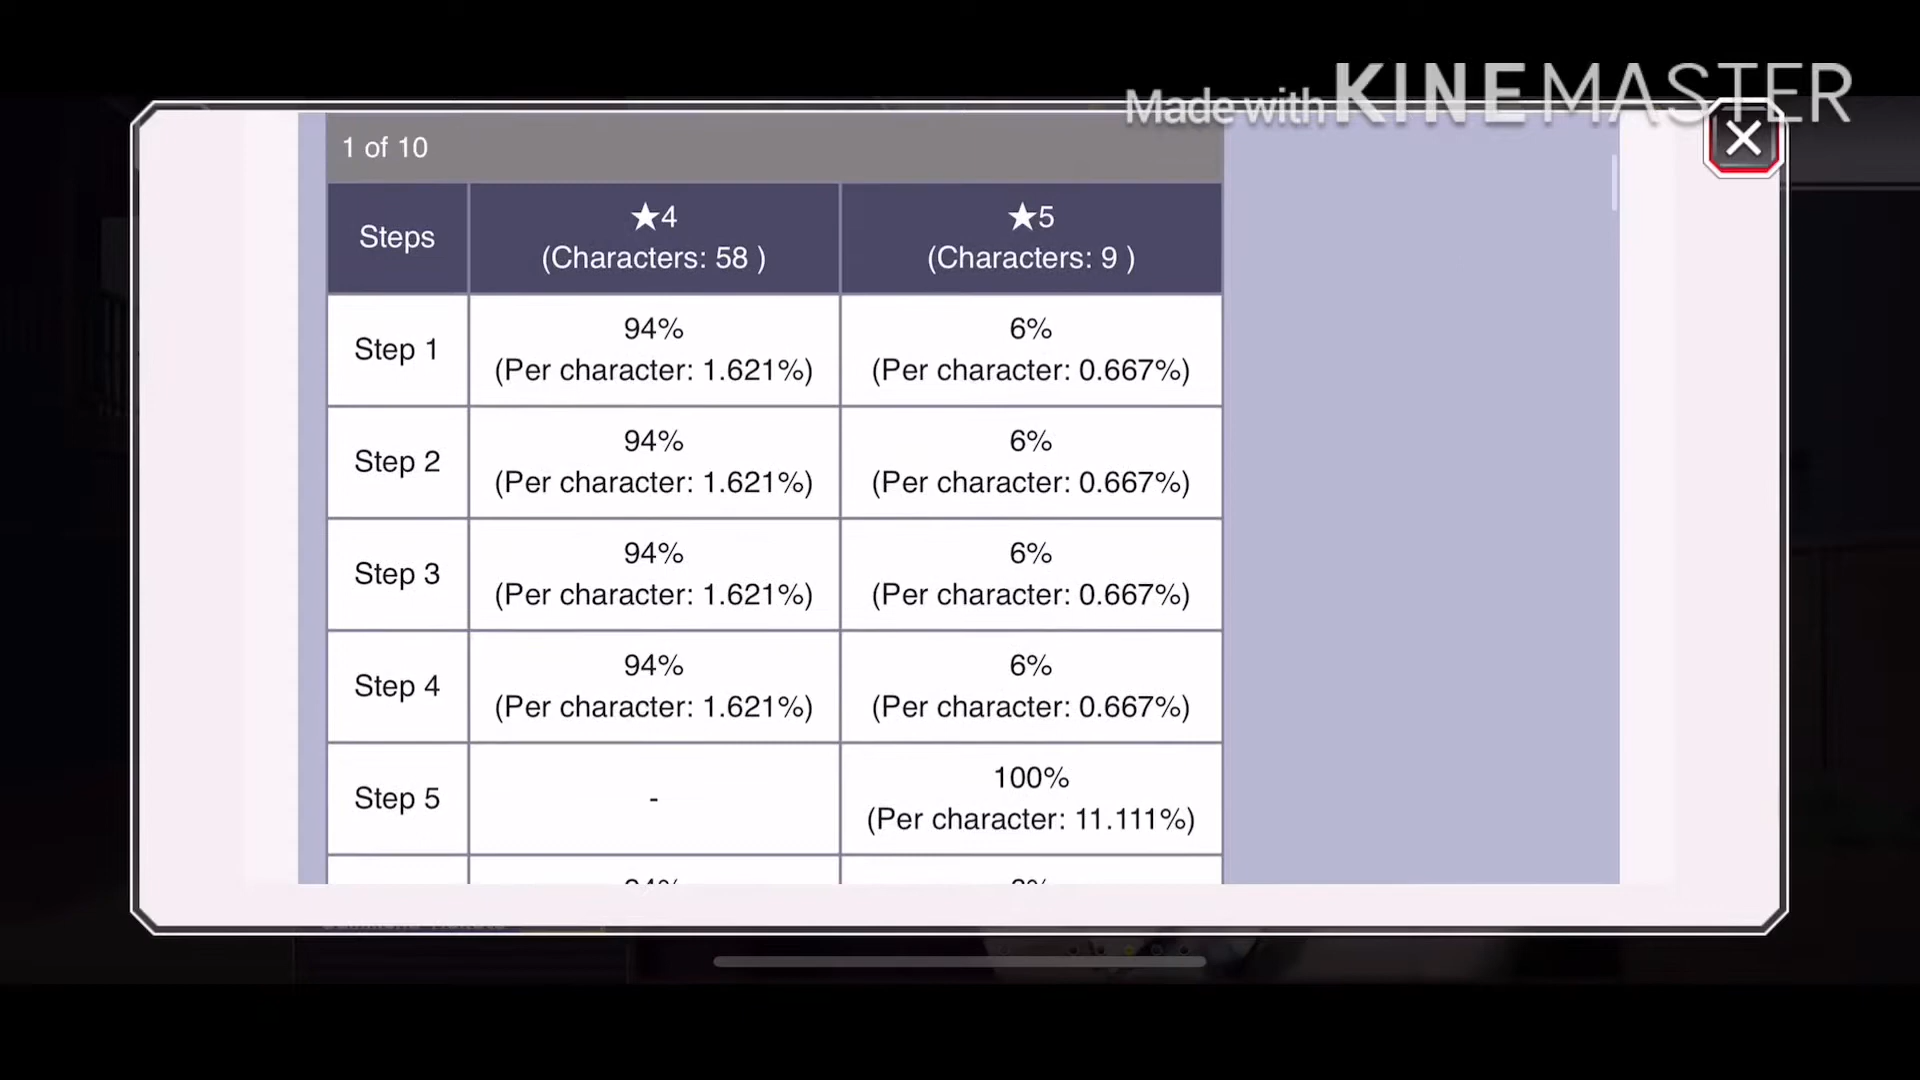 Made with KINEMASTER
1 of 10
Steps
★4
(Characters: 58 )
★5
(Characters: 9 )
Step 1
94%
(Per character: 1.621%)
6%
(Per character: 0.667%)
Step 2
94%
(Per character: 1.621%)
6%
(Per character: 0.667%)
Step 3
94%
(Per character: 1.621%)
6%
(Per character: 0.667%)
Step 4
94%
(Per character: 1.621%)
6%
(Per character: 0.667%)
Step 5
-
100%
(Per character: 11.111%)